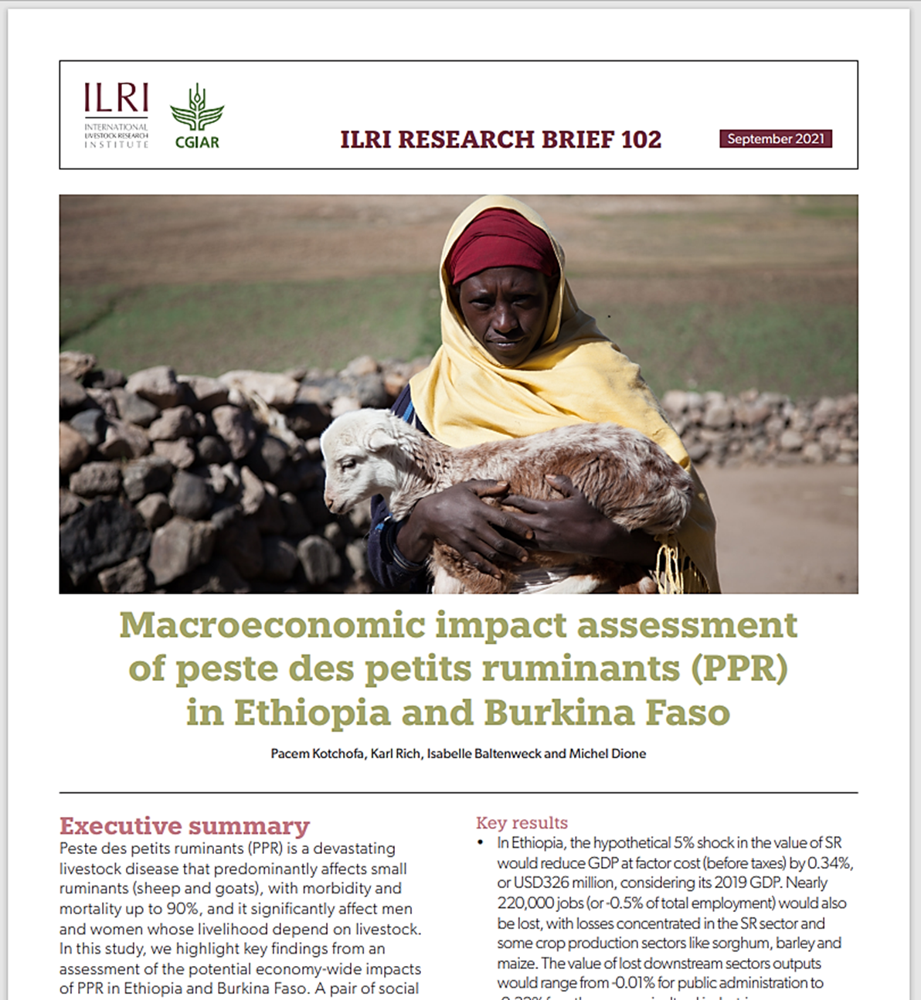 ILRI
INTERNATIONAL
LIVESTOCK RESEARCH
INSTITUTE
CGIAR
ILRI RESEARCH BRIEF 102
September 2021
Macroeconomic impact assessment
of peste des petits ruminants (PPR)
in Ethiopia and Burkina Faso
Pacem Kotchofa, Karl Rich, Isabelle Baltenweck and Michel Dione
Executive summary
Peste des petits ruminants (PPR) is a devastating
livestock disease that predominantly affects small
ruminants (sheep and goats), with morbidity and
mortality up to 90%, and it significantly affect men
and women whose livelihood depend on livestock.
In this study, we highlight key findings from an
assessment of the potential economy-wide impacts
of PPR in Ethiopia and Burkina Faso. A pair of social
Key results
• In Ethiopia, the hypothetical 5% shock in the value of SR
would reduce GDP at factor cost (before taxes) by 0.34%,
or USD326 million, considering its 2019 GDP. Nearly
220,000 jobs (or -0.5% of total employment) would also
be lost, with losses concentrated in the SR sector and
some crop production sectors like sorghum, barley and
maize. The value of lost downstream sectors outputs
would range from -0.01% for public administration to